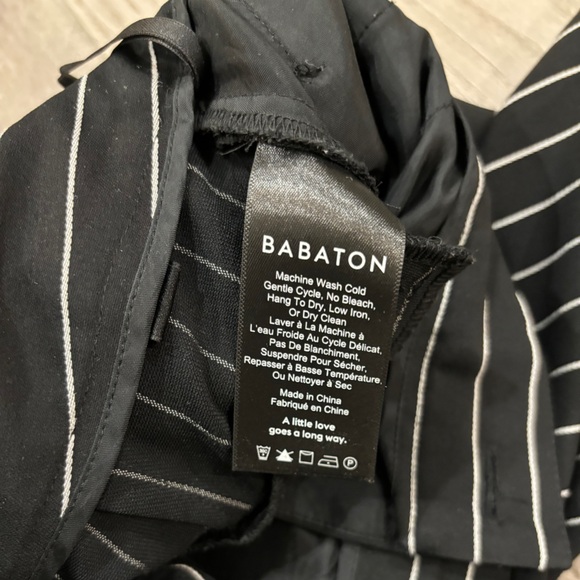 BABATON
Machine Wash Cold
Gentle Cycle, No Bleach,
Hang To Dry, Low Iron,
Or Dry Clean
Laver À La Machine à
L'eau Froide Au Cycle Délicat,
Pas De Blanchiment,
Suspendre Pour Sécher,
Repasser à Basse Température,
Ou Nettoyer à Sec
Made in China
Fabriqué en Chine
A little love
goes a long way.
P